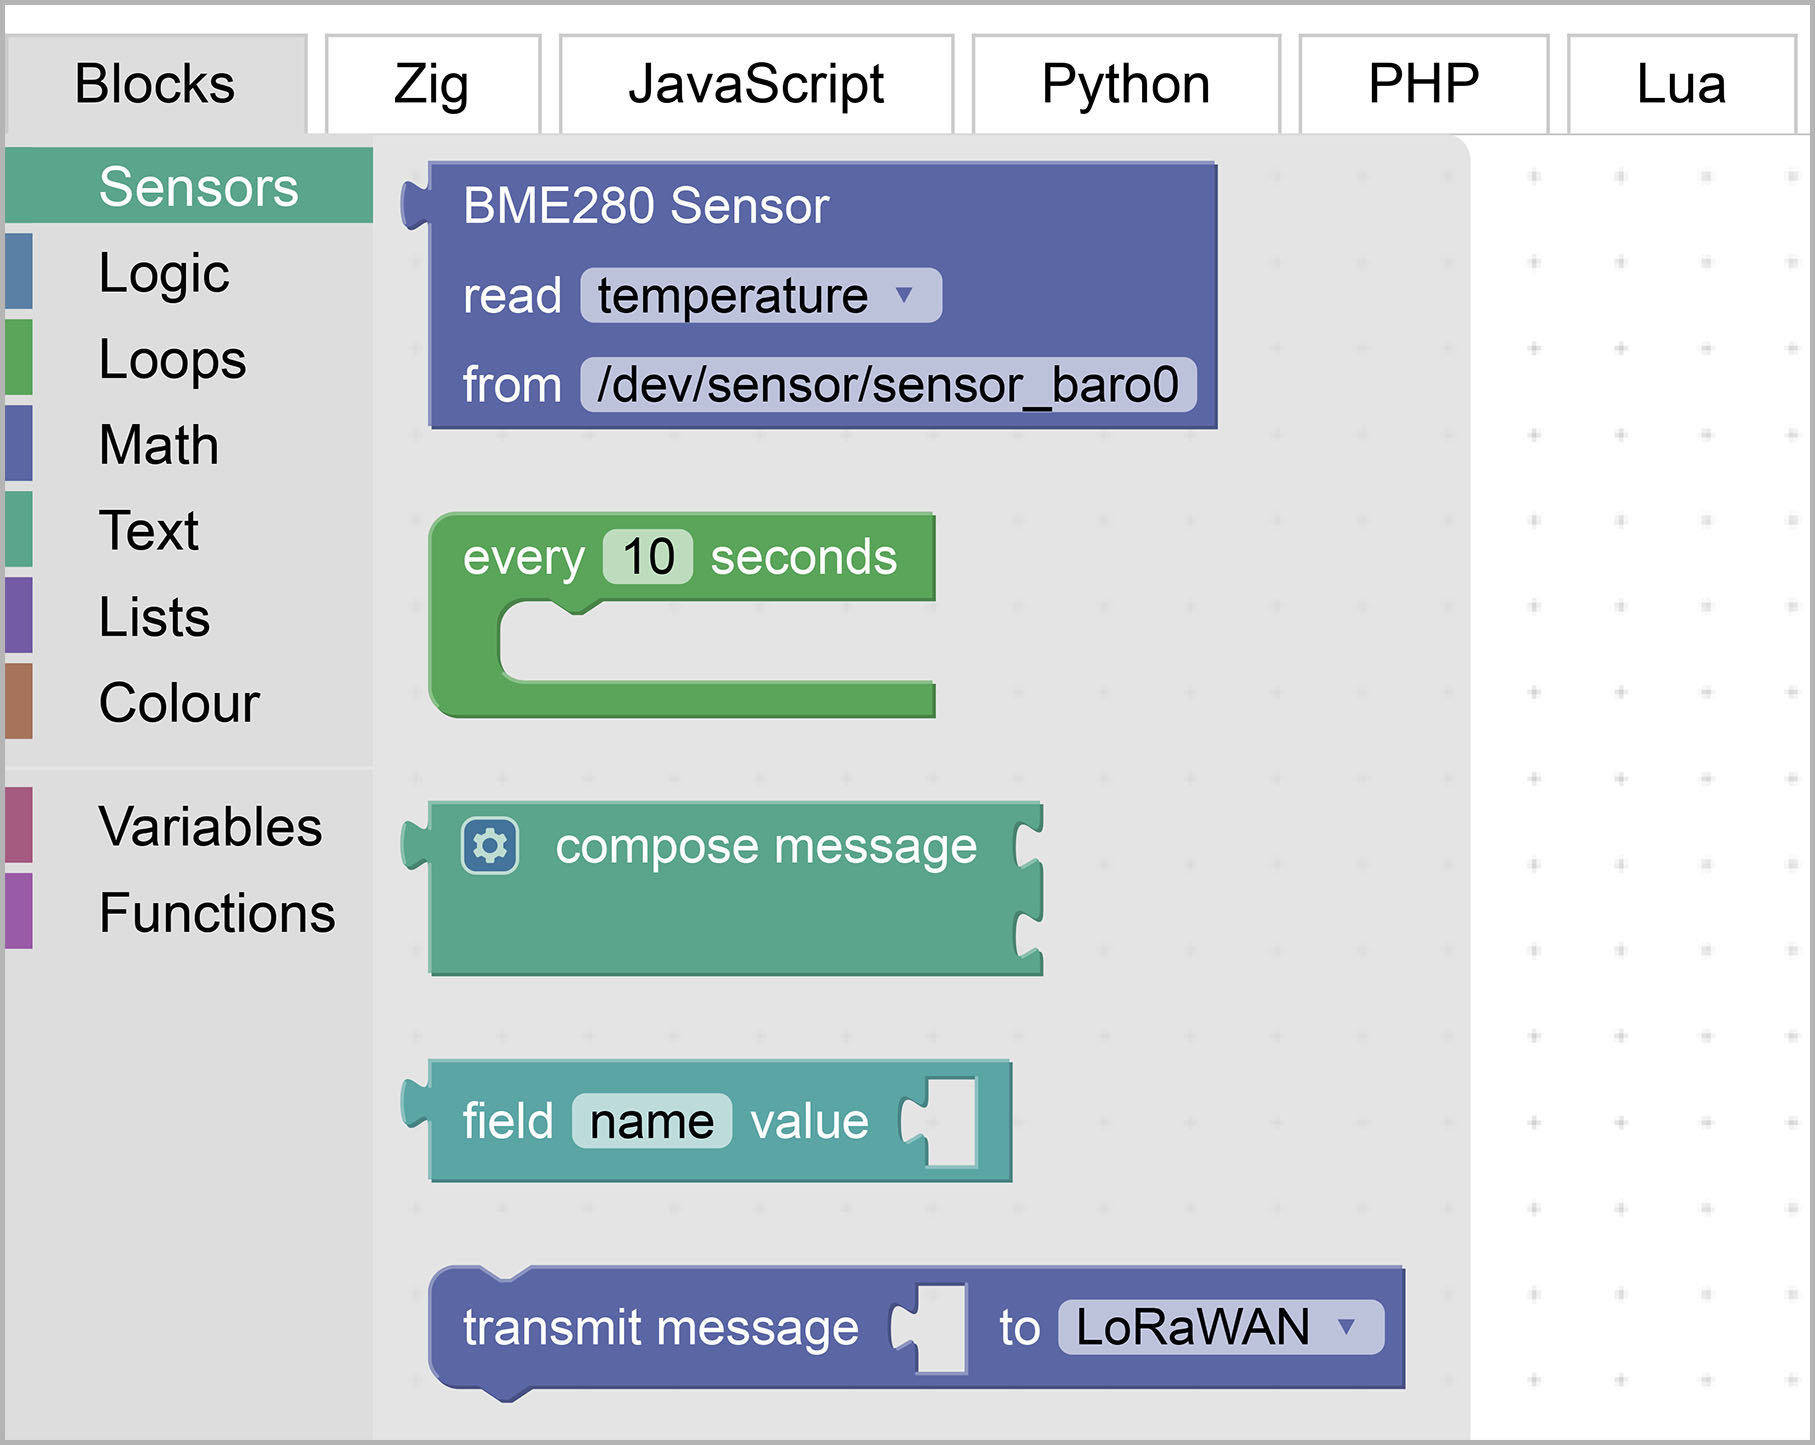 Blocks Zig JavaScript Python PHP Lua
Sensors
Logic
Loops
Math
Text
Lists
Colour
Variables
Functions
BME280 Sensor
read temperature
from /dev/sensor/sensor_baro0
every 10 seconds
compose message
field name value
transmit message to LoRaWAN